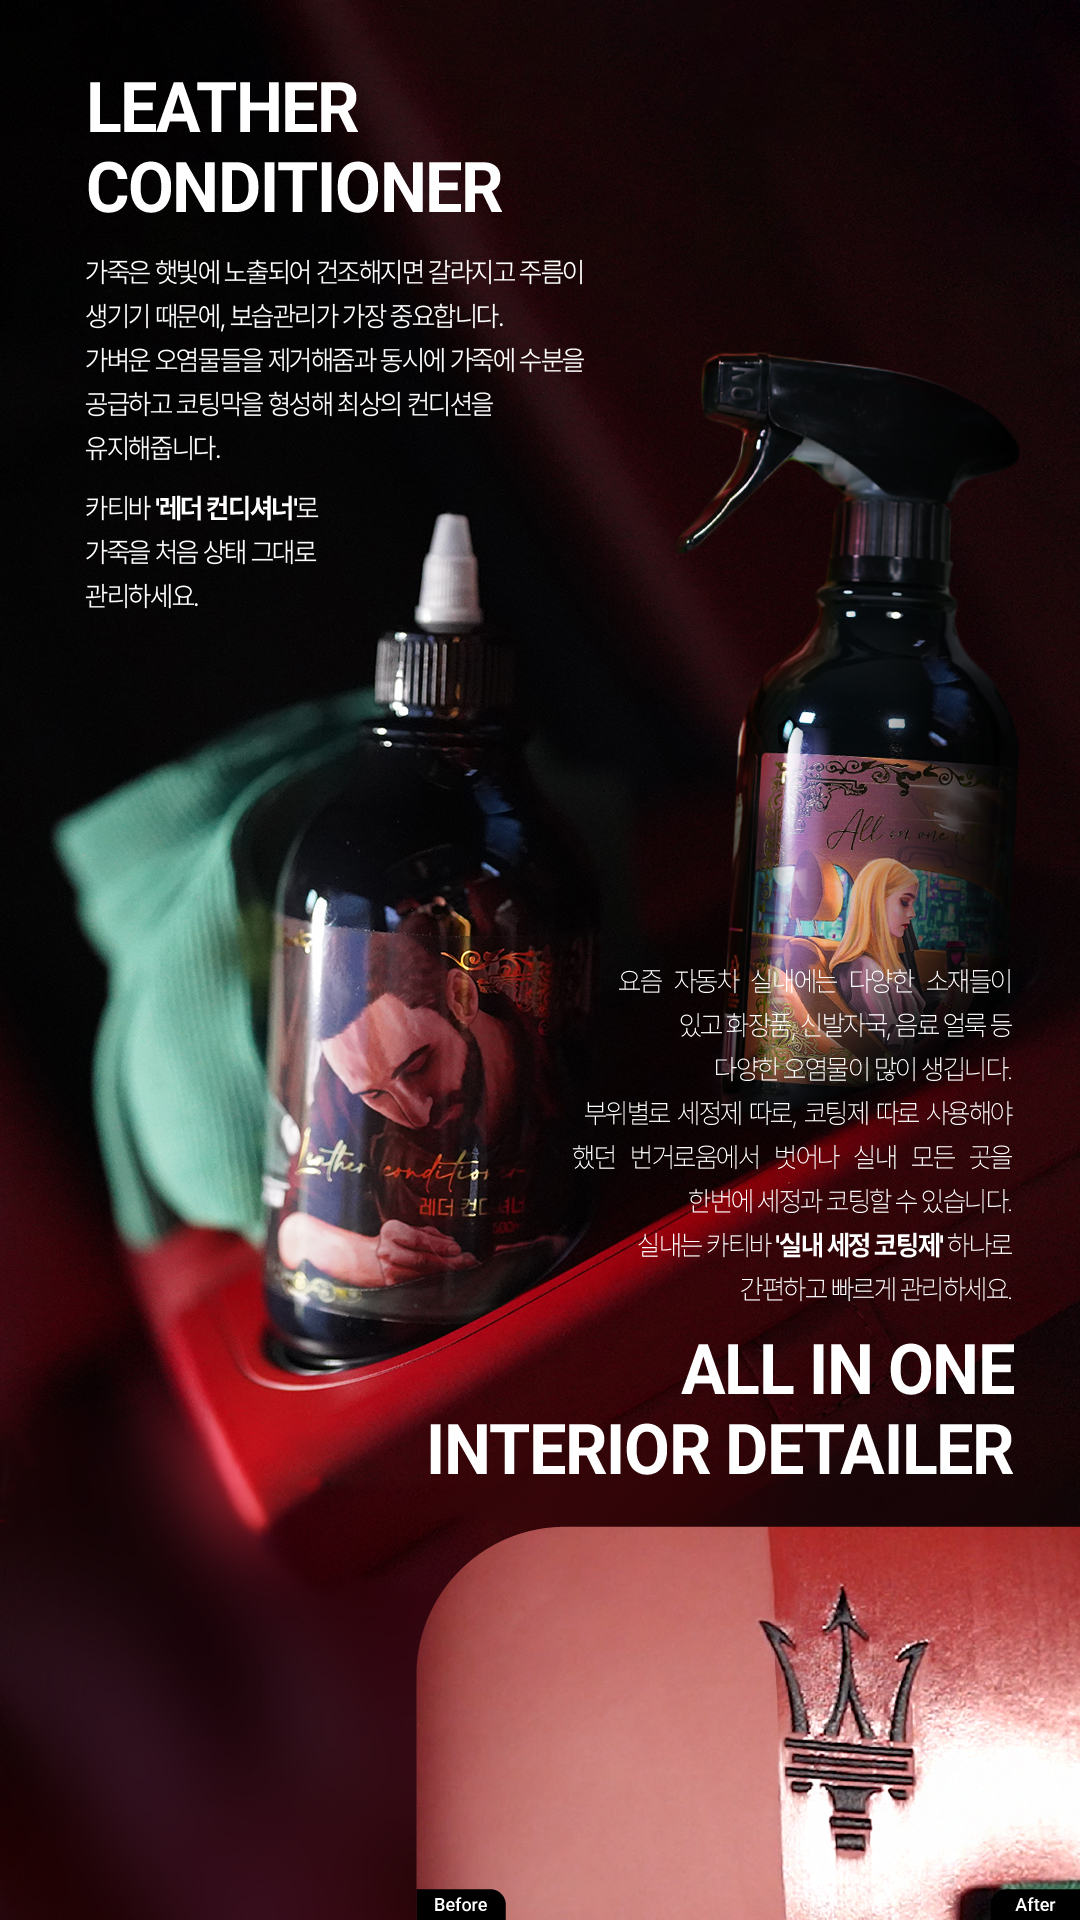 LEATHER
CONDITIONER
가죽은 햇빛에 노출되어 건조해지면 갈라지고 주름이
생기기 때문에, 보습관리가 가장 중요합니다.
가벼운 오염물들을 제거해줌과 동시에 가죽에 수분을
공급하고 코팅막을 형성해 최상의 컨디션을
유지해줍니다.
카티바 '레더 컨디셔너'로
가죽을 처음 상태 그대로
관리하세요.
All in one
Leather conditioner
레더 컨디셔너
요즘 자동차 실내에는 다양한 소재들이
있고 화장품, 신발자국, 음료 얼룩 등
다양한 오염물이 많이 생깁니다.
부위별로 세정제 따로, 코팅제 따로 사용해야
했던 번거로움에서 벗어나 실내 모든 곳을
한번에 세정과 코팅할 수 있습니다.
실내는 카티바 '실내 세정 코팅제' 하나로
간편하고 빠르게 관리하세요.
ALL IN ONE
INTERIOR DETAILER
Before
After